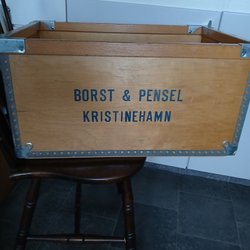 BORST & PENSEL
KRISTINEHAMN